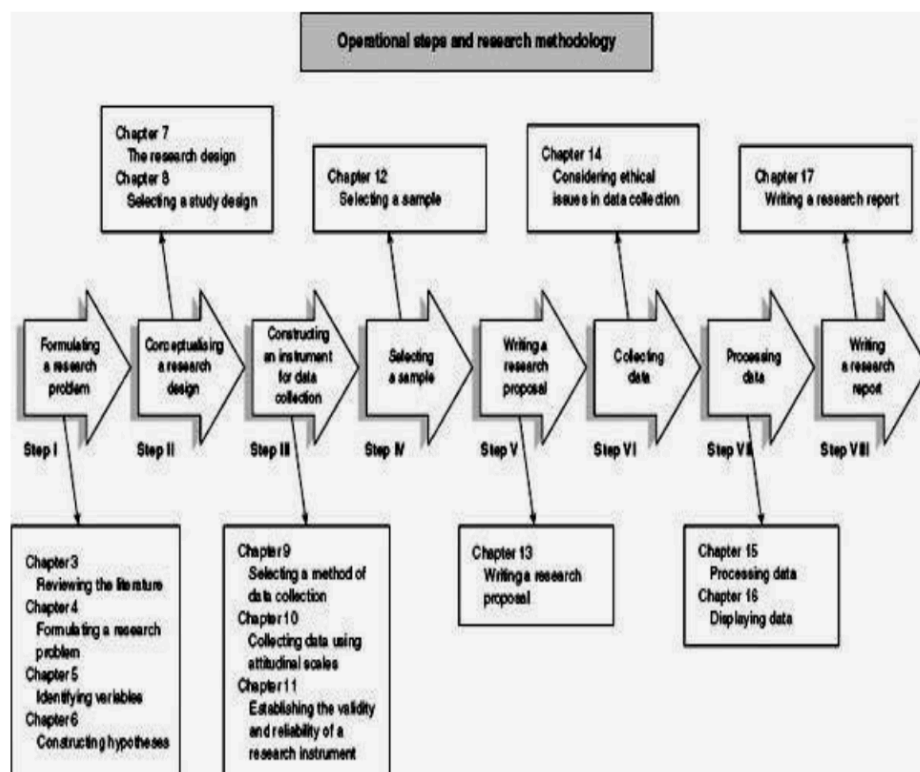 Operational steps and research methodology
Chapter 7
The research design
Chapter 8
Selecting a study design
Chapter 12
Selecting a sample
Chapter 14
Considering ethical
issues in data collection
Chapter 17
Writing a research report
Formulating
a research
problem
Conceptualising
a research
design
Constructing
an instrument
for data
collection
Selecting
a sample
Writing a
research
proposal
Collecting
data
Processing
data
Writing
a research
report
Step I
Step II
Step III
Step IV
Step V
Step VI
Step VII
Step VIII
Chapter 3
Reviewing the literature
Chapter 4
Formulating a research
problem
Chapter 5
Identifying variables
Chapter 6
Constructing hypotheses
Chapter 9
Selecting a method of
data collection
Chapter 10
Collecting data using
attitudinal scales
Chapter 11
Establishing the validity
and reliability of a
research instrument
Chapter 13
Writing a research
proposal
Chapter 15
Processing data
Chapter 16
Displaying data